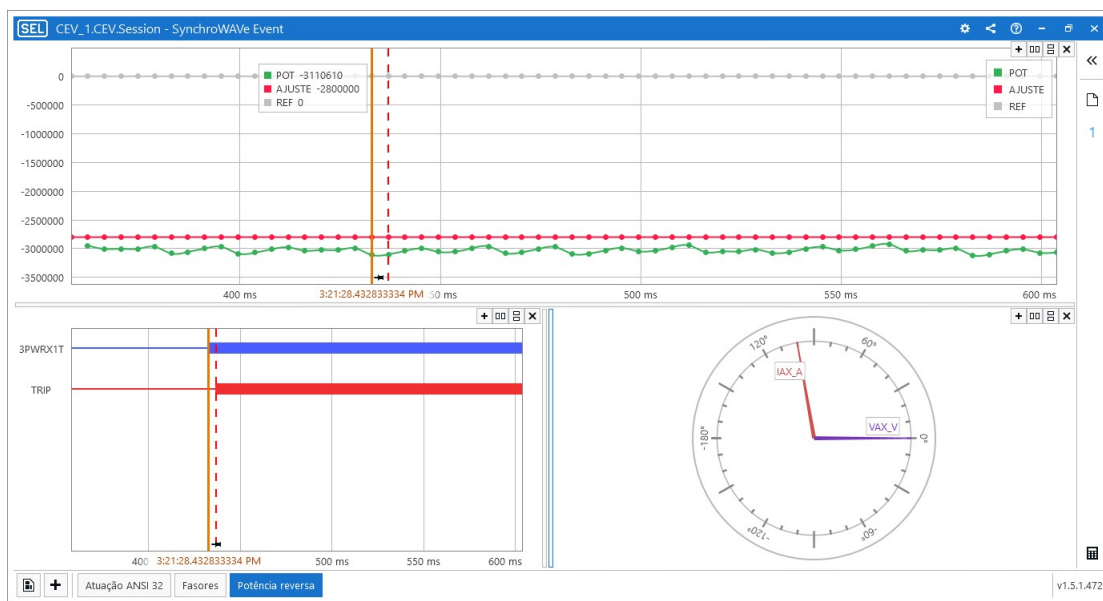 SEL CEV_1.CEV.Session - SynchroWAVe Event
POT -3110610
AJUSTE -2800000
REF 0
POT
AJUSTE
REF
0
-500000
-1000000
-1500000
-2000000
-2500000
-3000000
-3500000
400 ms 3:21:28.432833334 PM 50 ms 500 ms 550 ms 600 ms
1
3PWRX1T
TRIP
400 3:21:28.432833334 PM 500 ms 550 ms 600 ms
120° 60°
IAX_A
VAX_V
-180° 0°
-120° -60°
Atuação ANSI 32 Fasores Potência reversa v1.5.1.472